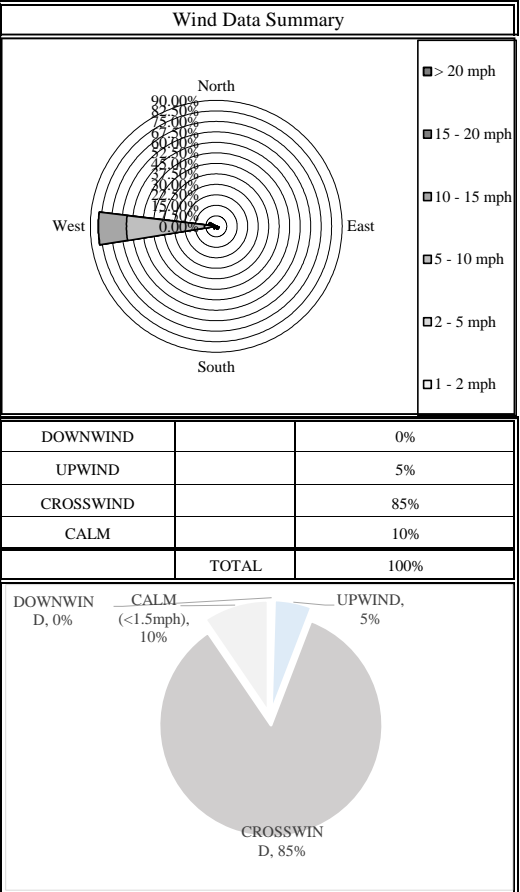 Wind Data Summary
North
90.00%
82.50%
75.00%
67.50%
60.00%
52.50%
45.00%
37.50%
30.00%
22.50%
15.00%
7.50%
0.00%
West
East
South
> 20 mph
15 - 20 mph
10 - 15 mph
5 - 10 mph
2 - 5 mph
1 - 2 mph
DOWNWIND 0%
UPWIND 5%
CROSSWIND 85%
CALM 10%
TOTAL 100%
DOWNWIN
D, 0%
CALM
(<1.5mph),
10%
UPWIND,
5%
CROSSWIN
D, 85%